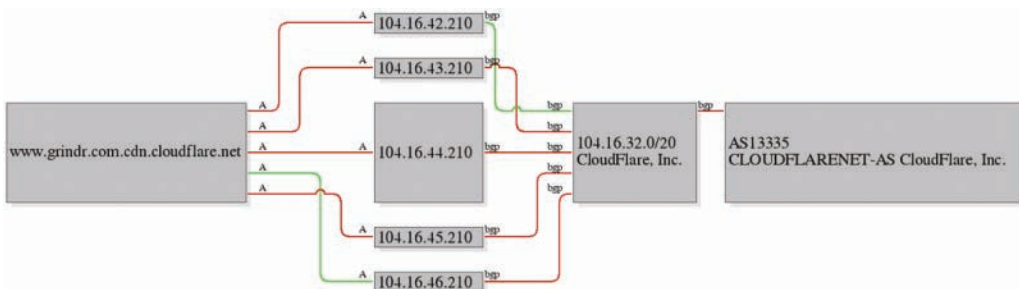 A
104.16.42.210
bgp
A
104.16.43.210
bgp
www.grindr.com.cdn.cloudflare.net
A
A
A
A
A
A
104.16.44.210
bgp
A
104.16.45.210
bgp
A
104.16.46.210
bgp
bgp
bgp
bgp
bgp
bgp
104.16.32.0/20
CloudFlare, Inc.
bgp
AS13335
CLOUDFLARENET-AS CloudFlare, Inc.